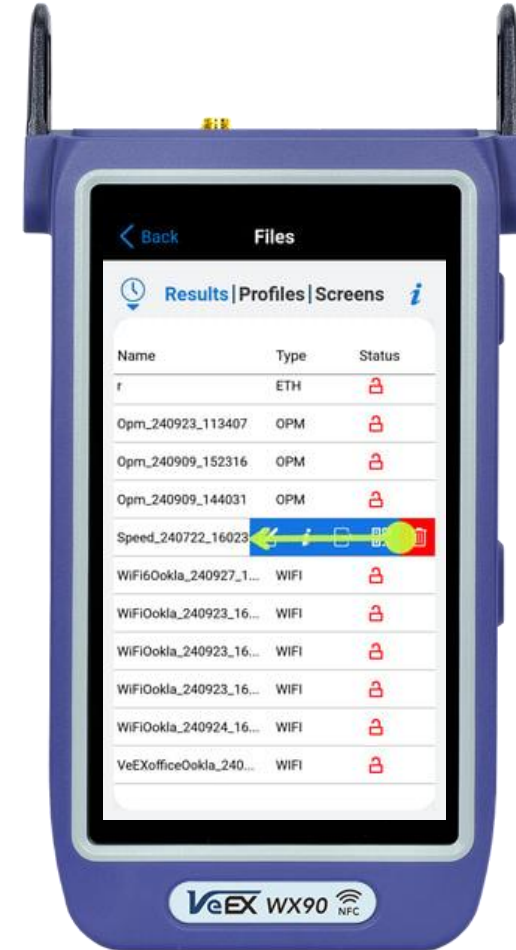 Back Files
Results|Profiles|Screens i
Name Type Status
r ETH
Opm_240923_113407 OPM
Opm_240909_152316 OPM
Opm_240909_144031 OPM
Speed_240722_16023 i
WiFi6Ookla_240927_1... WIFI
WiFiOokla_240923_16... WIFI
WiFiOokla_240923_16... WIFI
WiFiOokla_240923_16... WIFI
WiFiOokla_240924_16... WIFI
VeEXofficeOokla_240... WIFI
VeEX WX90 NFC